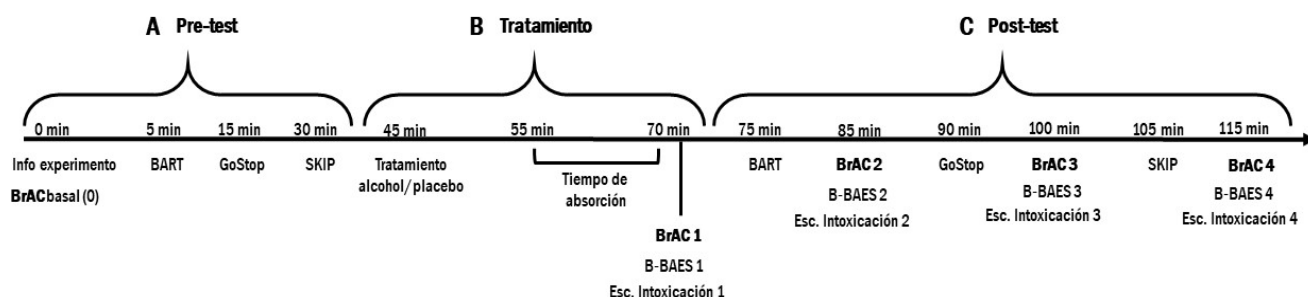 A Pre-test
B Tratamiento
C Post-test
0 min
5 min
15 min
30 min
45 min
55 min
70 min
75 min
85 min
90 min
100 min
105 min
115 min
Info experimento
BrAC basal (0)
BART
GoStop
SKIP
Tratamiento
alcohol/placebo
Tiempo de
absorción
BrAC 1
B-BAES 1
Esc. Intoxicación 1
BART
BrAC 2
B-BAES 2
Esc. Intoxicación 2
GoStop
BrAC 3
B-BAES 3
Esc. Intoxicación 3
SKIP
BrAC 4
B-BAES 4
Esc. Intoxicación 4